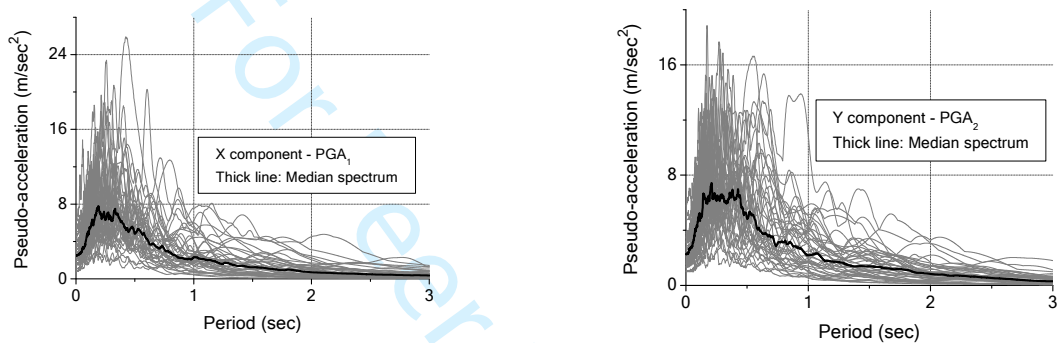 Pseudo-acceleration (m/sec²)
24
16
8
0
X component - PGA₁
Thick line: Median spectrum
0 1 2 3
Period (sec)
Pseudo-acceleration (m/sec²)
16
8
0
Y component - PGA₂
Thick line: Median spectrum
0 1 2 3
Period (sec)
For